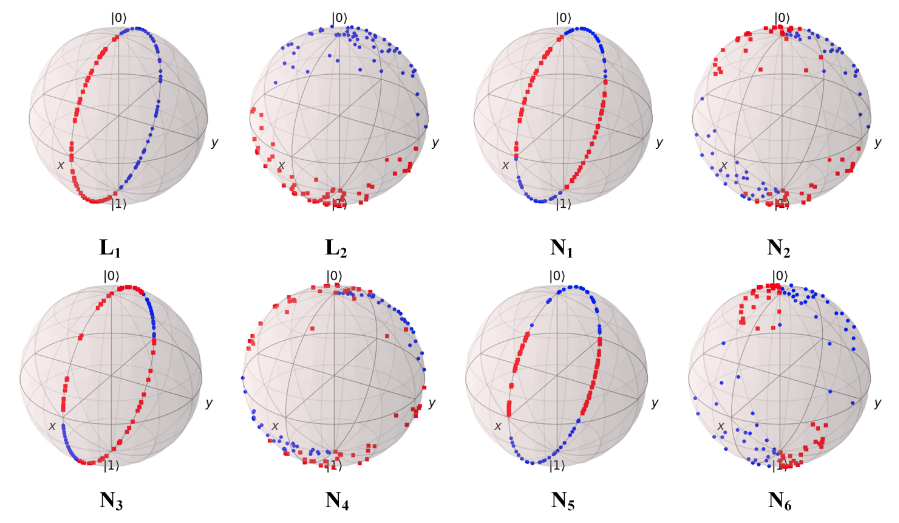 |0⟩ |0⟩ |0⟩ |0⟩
x y x y x y x y
|1⟩ |1⟩ |1⟩ |1⟩
L₁ L₂ N₁ N₂
|0⟩ |0⟩ |0⟩ |0⟩
x y x y x y x y
|1⟩ |1⟩ |1⟩ |1⟩
N₃ N₄ N₅ N₆